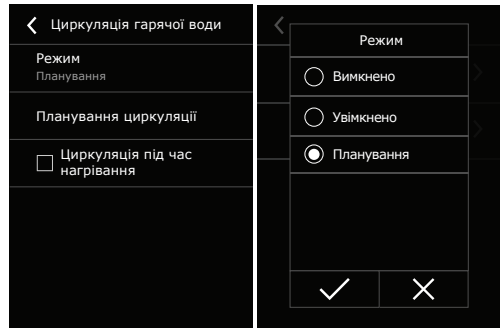 Циркуляція гарячої води
Режим
Планування
Планування циркуляції
Циркуляція під час
нагрівання
Режим
Вимкнено
Увімкнено
Планування